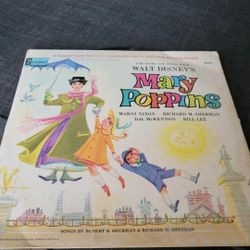 THE STORY AND SONGS FROM
WALT DISNEY'S
Mary
POPPINS
MARNI NIXON RICHARD M. SHERMAN
DAL McKENNON BILL LEE
SONGS BY RICHARD M. SHERMAN & ROBERT B. SHERMAN